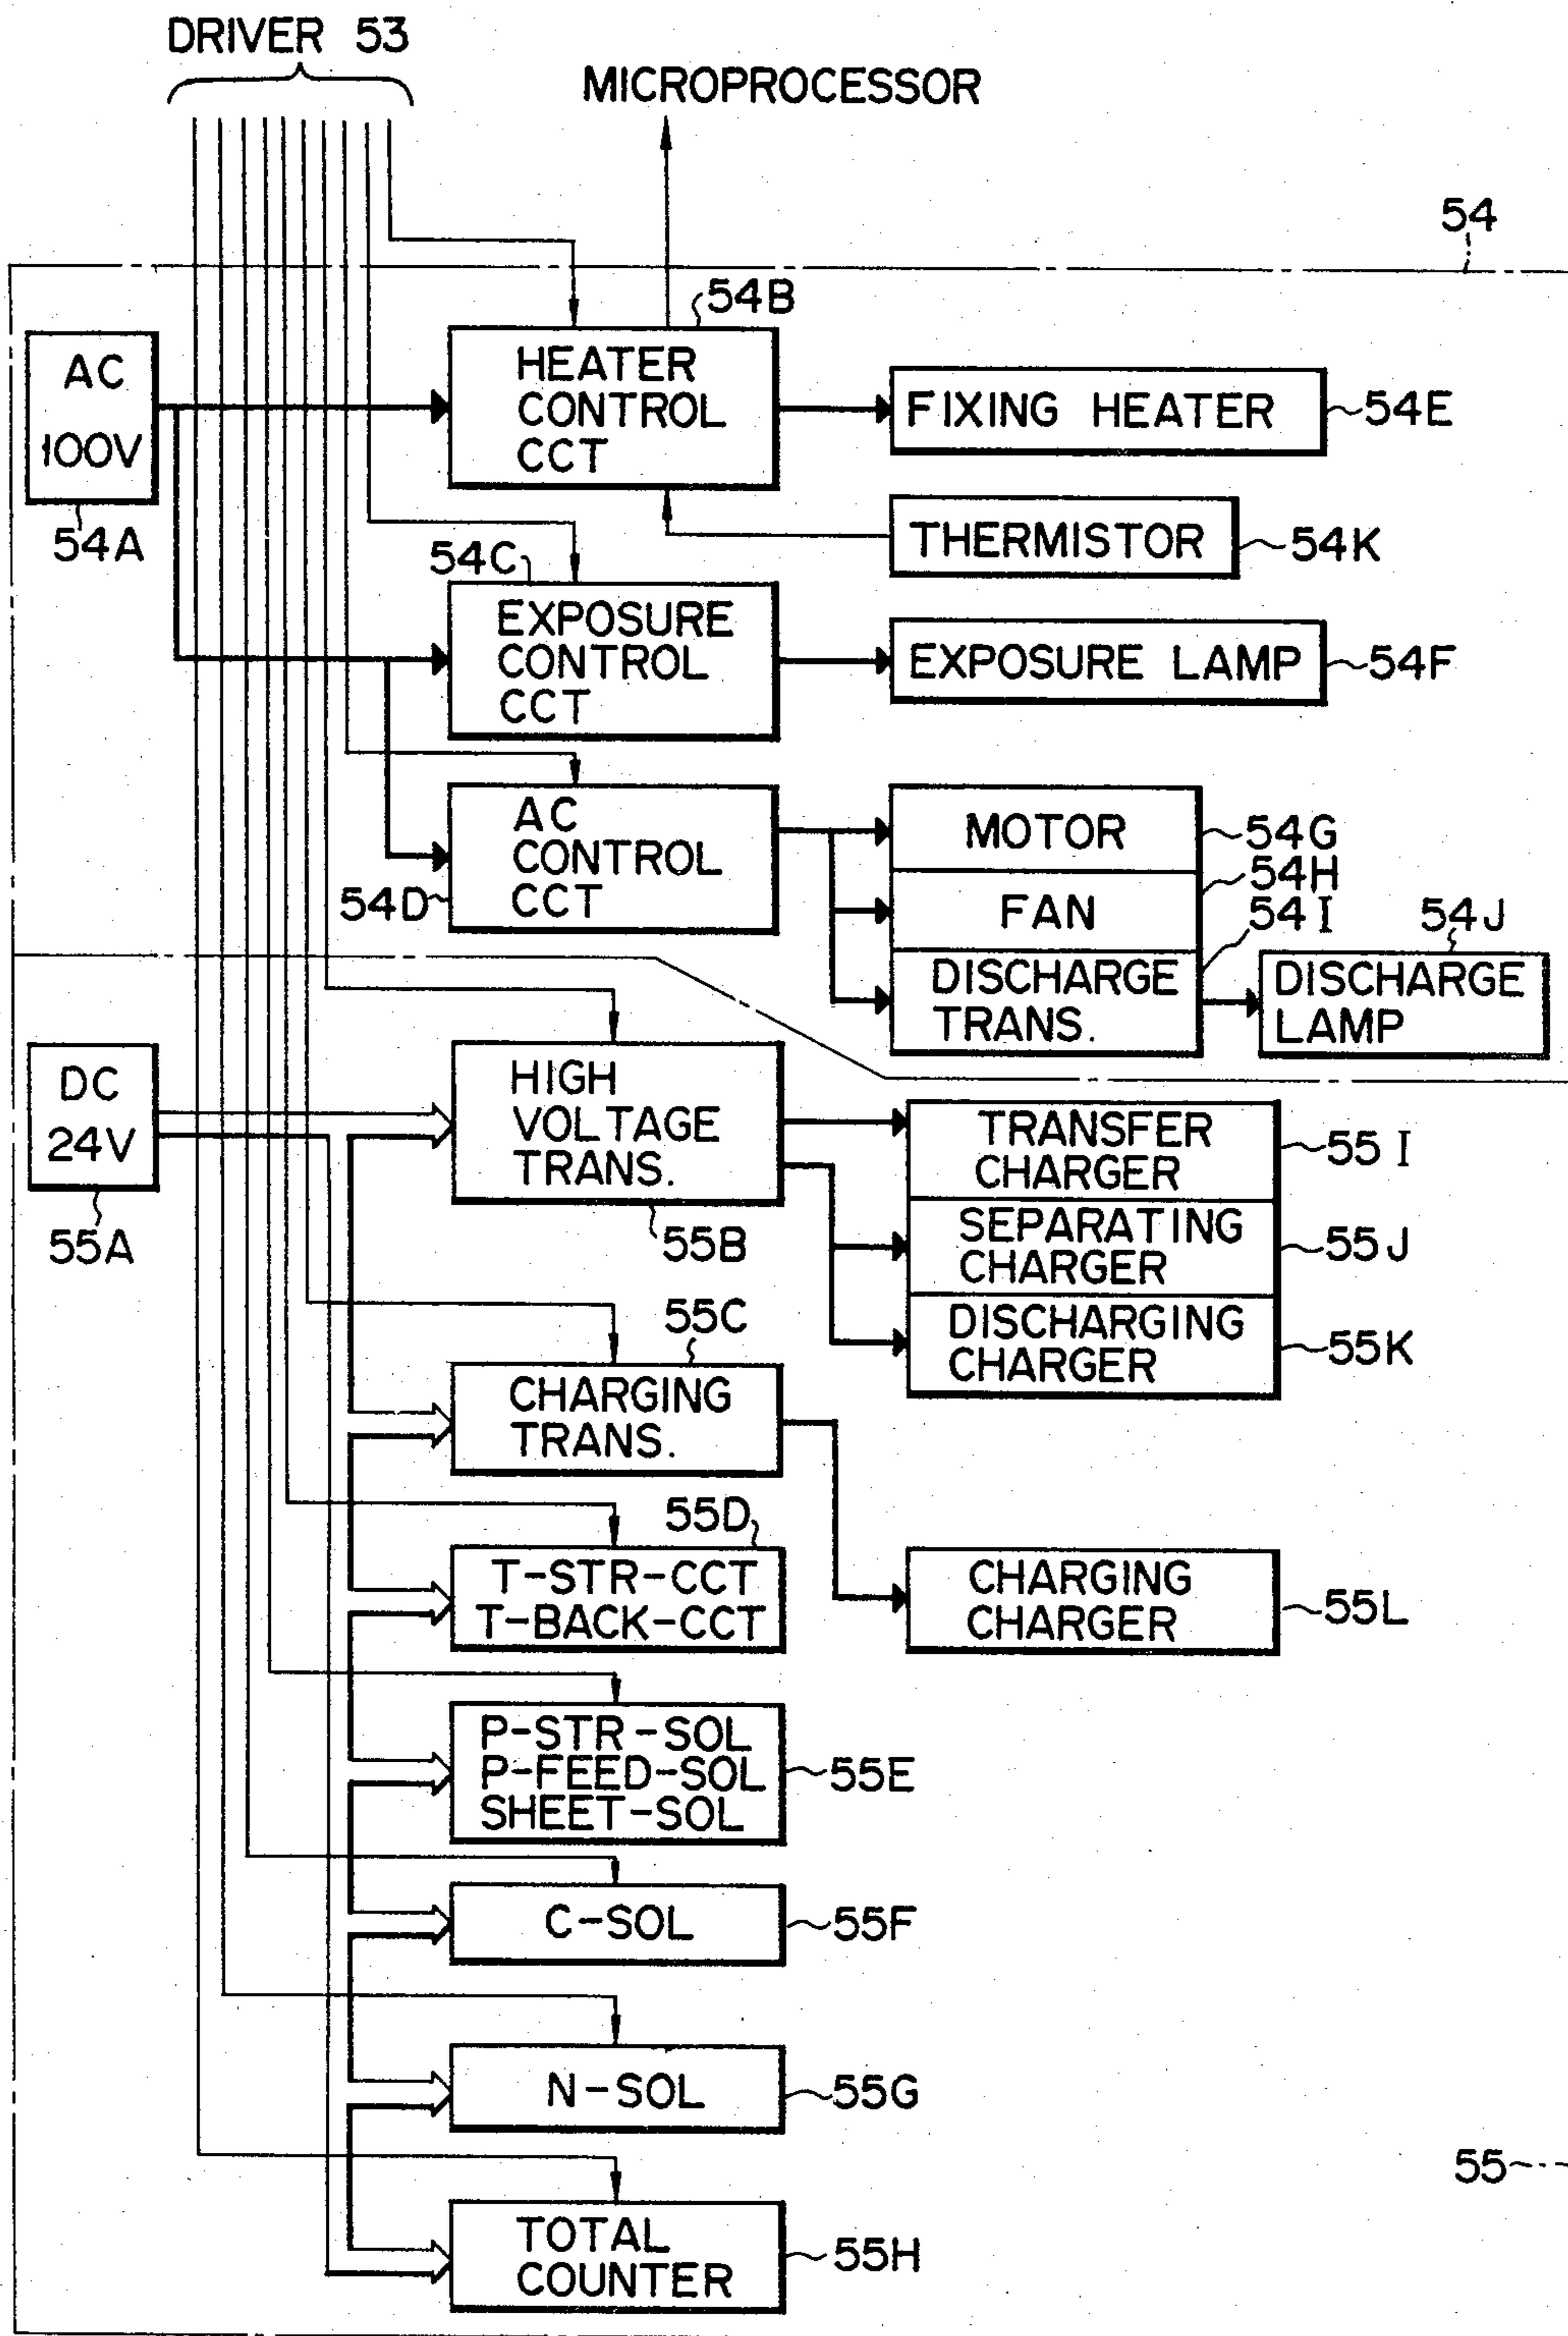 DRIVER 53
MICROPROCESSOR
54
54B
AC
100V
54A
HEATER
CONTROL
CCT
FIXING HEATER
54E
THERMISTOR
54K
54C
EXPOSURE
CONTROL
CCT
EXPOSURE LAMP
54F
AC
CONTROL
CCT
54D
MOTOR
54G
FAN
54H
DISCHARGE
TRANS.
54I
54J
DISCHARGE
LAMP
DC
24V
55A
HIGH
VOLTAGE
TRANS.
55B
TRANSFER
CHARGER
55I
SEPARATING
CHARGER
55J
DISCHARGING
CHARGER
55K
55C
CHARGING
TRANS.
55D
T-STR-CCT
T-BACK-CCT
CHARGING
CHARGER
55L
P-STR-SOL
P-FEED-SOL
SHEET-SOL
55E
C-SOL
55F
N-SOL
55G
55
TOTAL
COUNTER
55H